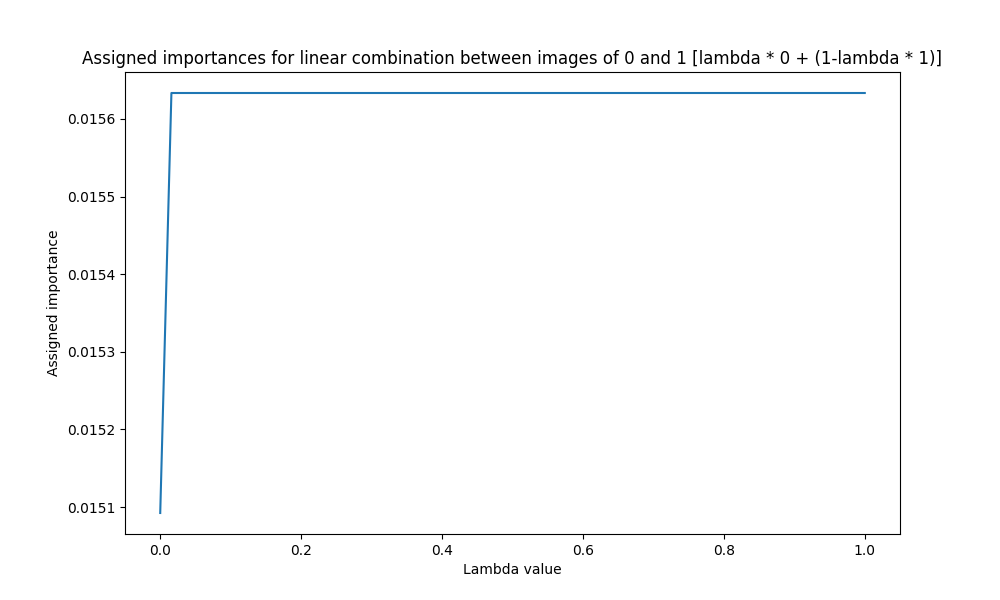 Assigned importances for linear combination between images of 0 and 1 [lambda * 0 + (1-lambda * 1)]
0.0156
0.0155
0.0154
0.0153
0.0152
0.0151
Assigned importance
0.0 0.2 0.4 0.6 0.8 1.0
Lambda value